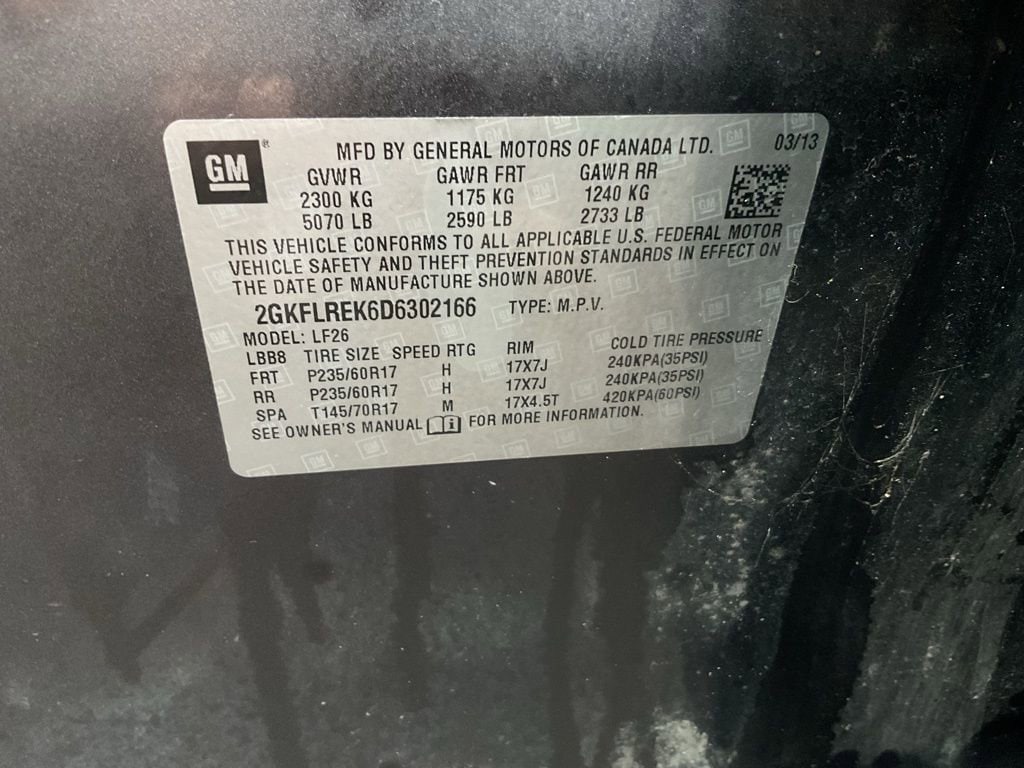 GM
MFD BY GENERAL MOTORS OF CANADA LTD. 03/13
GVWR GAWR FRT GAWR RR
2300 KG 1175 KG 1240 KG
5070 LB 2590 LB 2733 LB
THIS VEHICLE CONFORMS TO ALL APPLICABLE U.S. FEDERAL MOTOR
VEHICLE SAFETY AND THEFT PREVENTION STANDARDS IN EFFECT ON
THE DATE OF MANUFACTURE SHOWN ABOVE.
2GKFLREK6D6302166 TYPE: M.P.V.
MODEL: LF26
LBB8 TIRE SIZE SPEED RTG RIM COLD TIRE PRESSURE
FRT P235/60R17 H 17X7J 240KPA(35PSI)
RR P235/60R17 H 17X7J 240KPA(35PSI)
SPA T145/70R17 M 17X4.5T 420KPA(60PSI)
SEE OWNER'S MANUAL i FOR MORE INFORMATION.